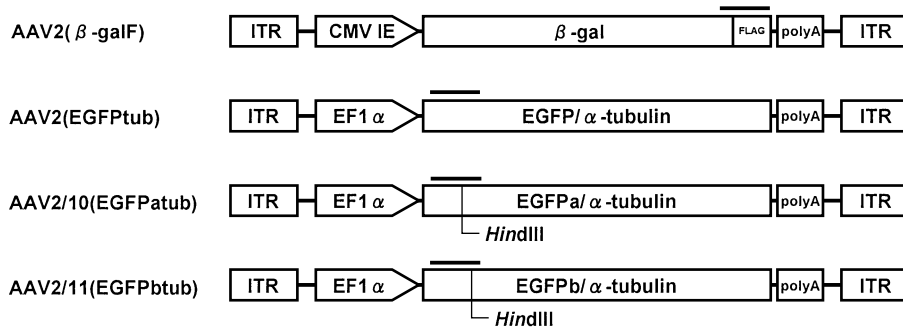 AAV2(β-galF) ITR CMV IE β-gal FLAG polyA ITR
AAV2(EGFPtub) ITR EF1α EGFP/α-tubulin polyA ITR
AAV2/10(EGFPatub) ITR EF1α EGFPa/α-tubulin polyA ITR
HindIII
AAV2/11(EGFPbtub) ITR EF1α EGFPb/α-tubulin polyA ITR
HindIII